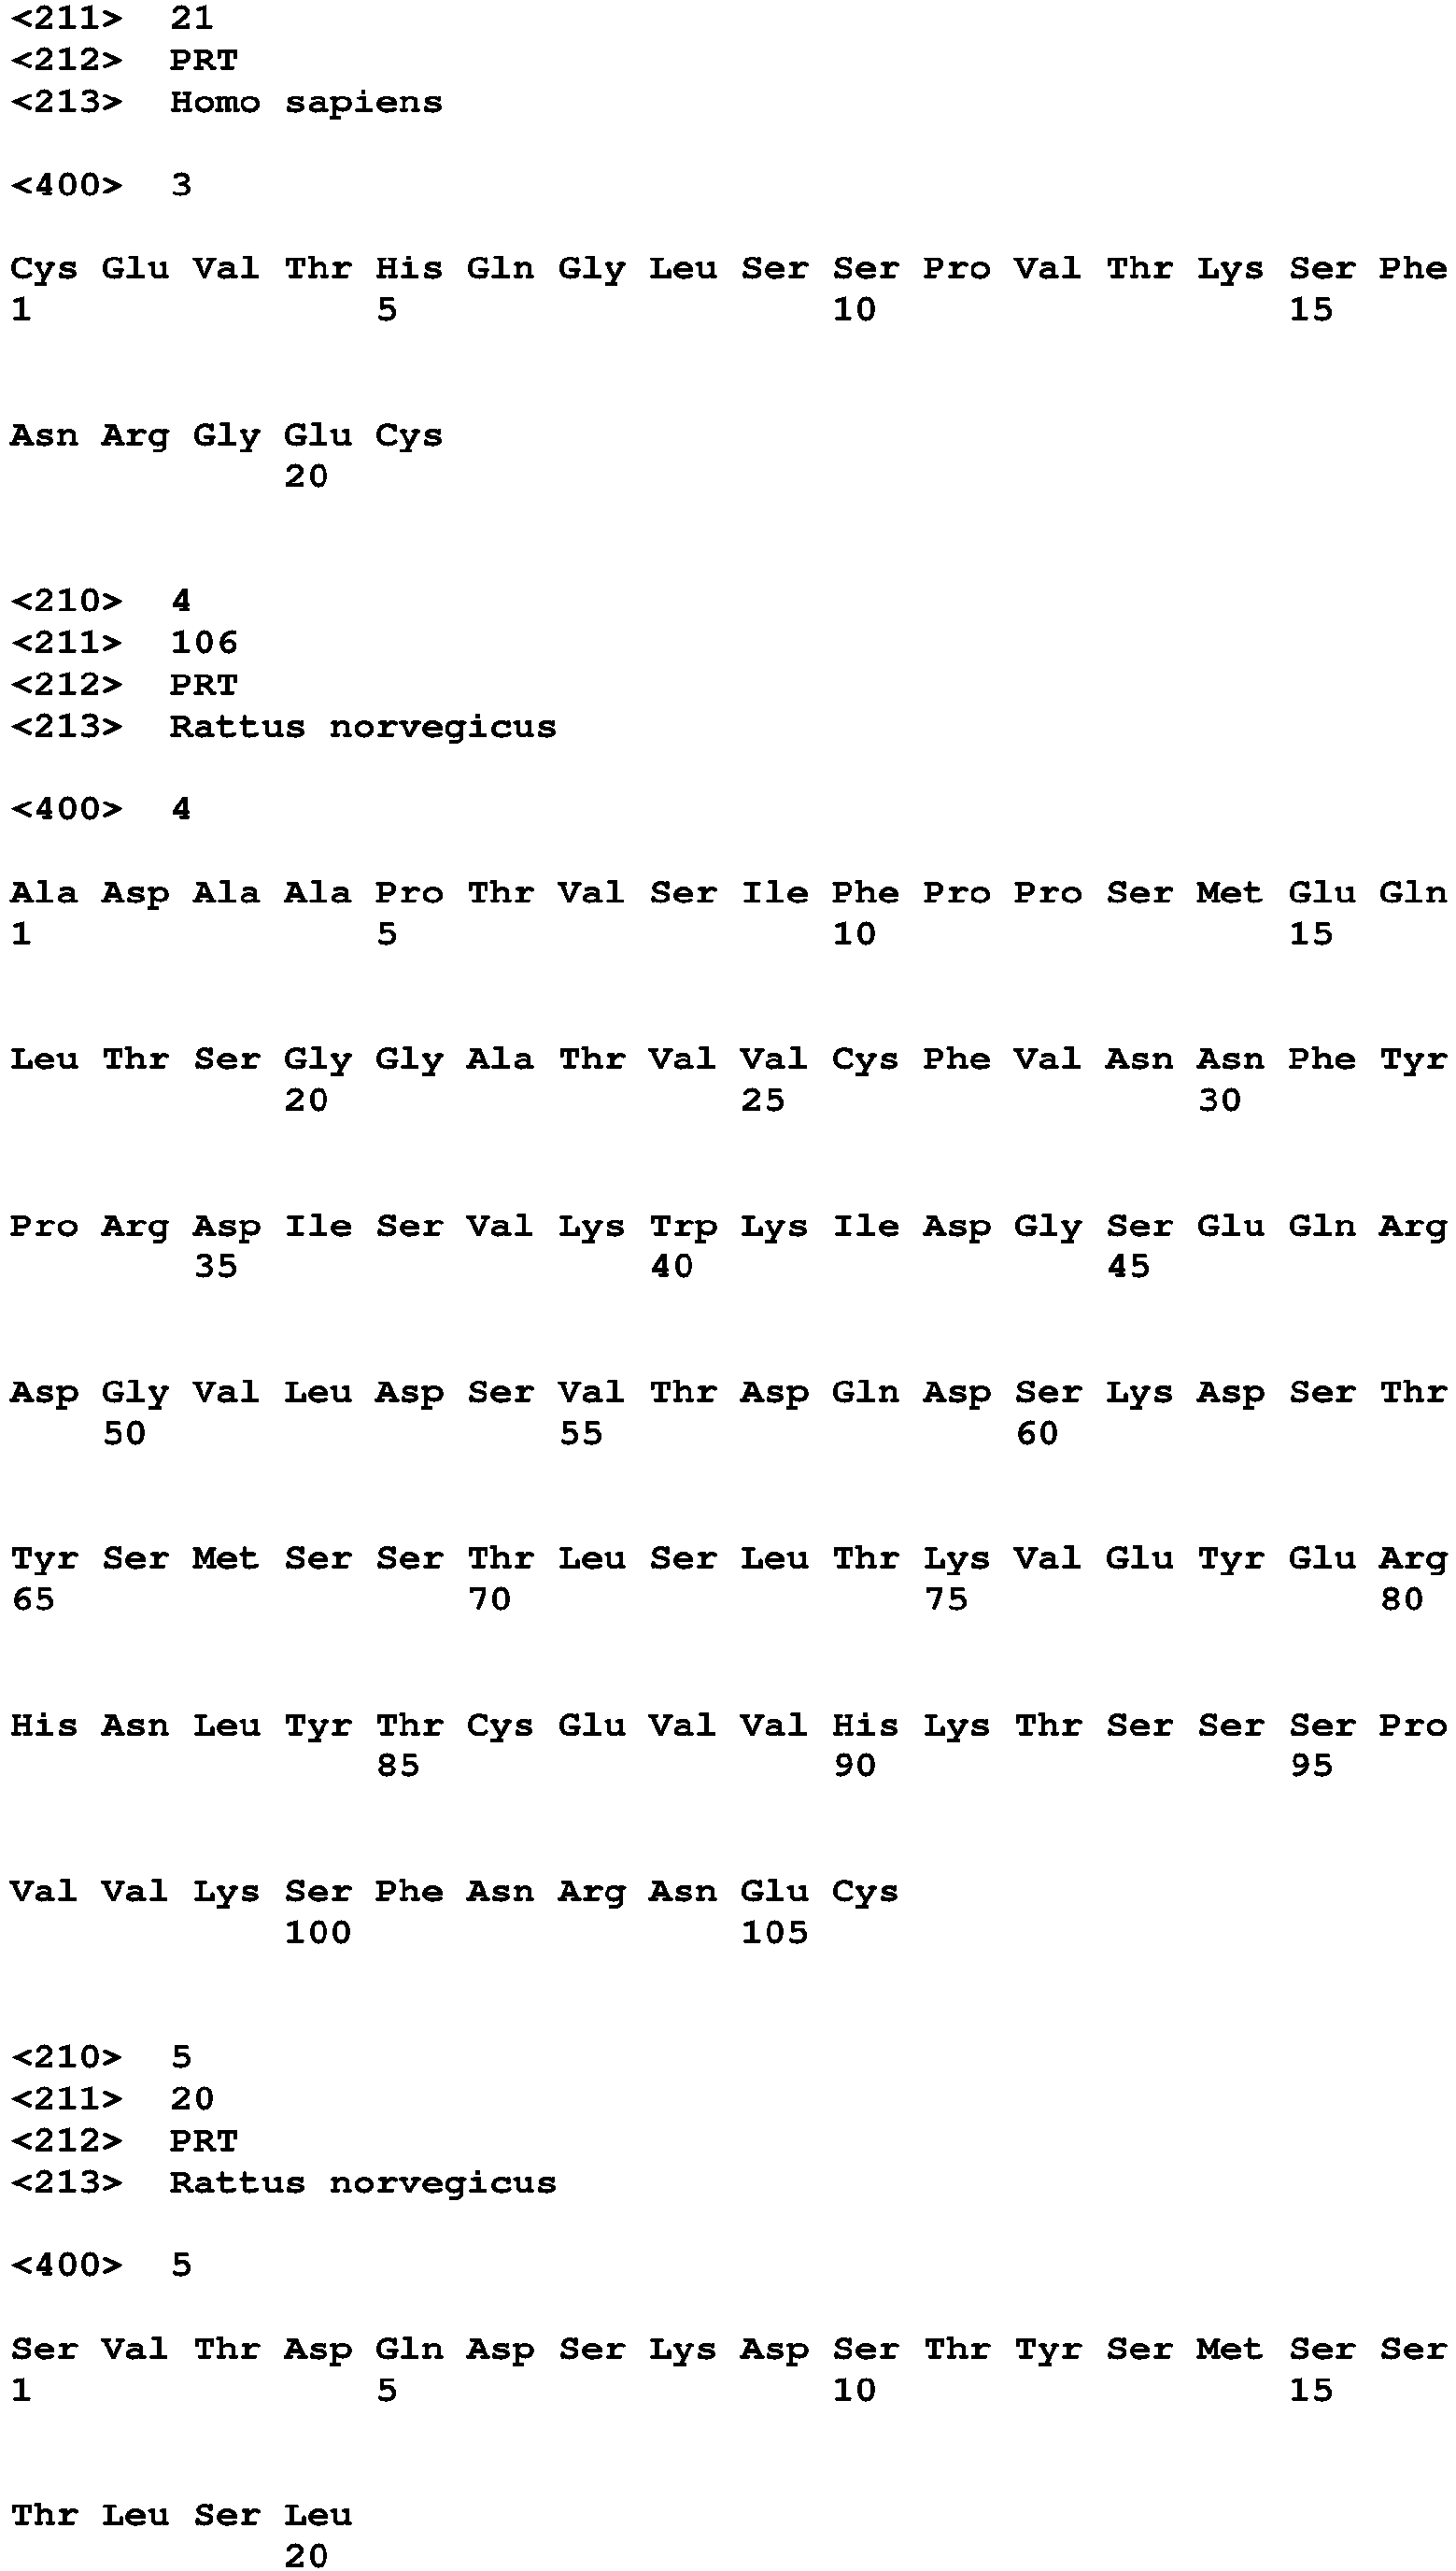 <211> 21
<212> PRT
<213> Homo sapiens
<400> 3
Cys Glu Val Thr His Gln Gly Leu Ser Ser Pro Val Thr Lys Ser Phe
1 5 10 15
Asn Arg Gly Glu Cys
20
<210> 4
<211> 106
<212> PRT
<213> Rattus norvegicus
<400> 4
Ala Asp Ala Ala Pro Thr Val Ser Ile Phe Pro Pro Ser Met Glu Gln
1 5 10 15
Leu Thr Ser Gly Gly Ala Thr Val Val Cys Phe Val Asn Asn Phe Tyr
20 25 30
Pro Arg Asp Ile Ser Val Lys Trp Lys Ile Asp Gly Ser Glu Gln Arg
35 40 45
Asp Gly Val Leu Asp Ser Val Thr Asp Gln Asp Ser Lys Asp Ser Thr
50 55 60
Tyr Ser Met Ser Ser Thr Leu Ser Leu Thr Lys Val Glu Tyr Glu Arg
65 70 75 80
His Asn Leu Tyr Thr Cys Glu Val Val His Lys Thr Ser Ser Ser Pro
85 90 95
Val Val Lys Ser Phe Asn Arg Asn Glu Cys
100 105
<210> 5
<211> 20
<212> PRT
<213> Rattus norvegicus
<400> 5
Ser Val Thr Asp Gln Asp Ser Lys Asp Ser Thr Tyr Ser Met Ser Ser
1 5 10 15
Thr Leu Ser Leu
20